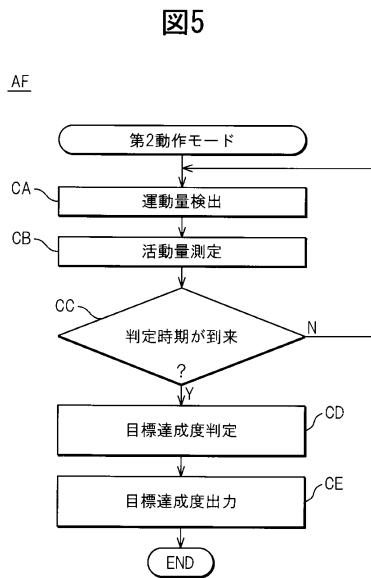 図5
AF
第2動作モード
CA
運動量検出
CB
活動量測定
CC
判定時期が到来
N
?
Y
目標達成度判定
CD
目標達成度出力
CE
END